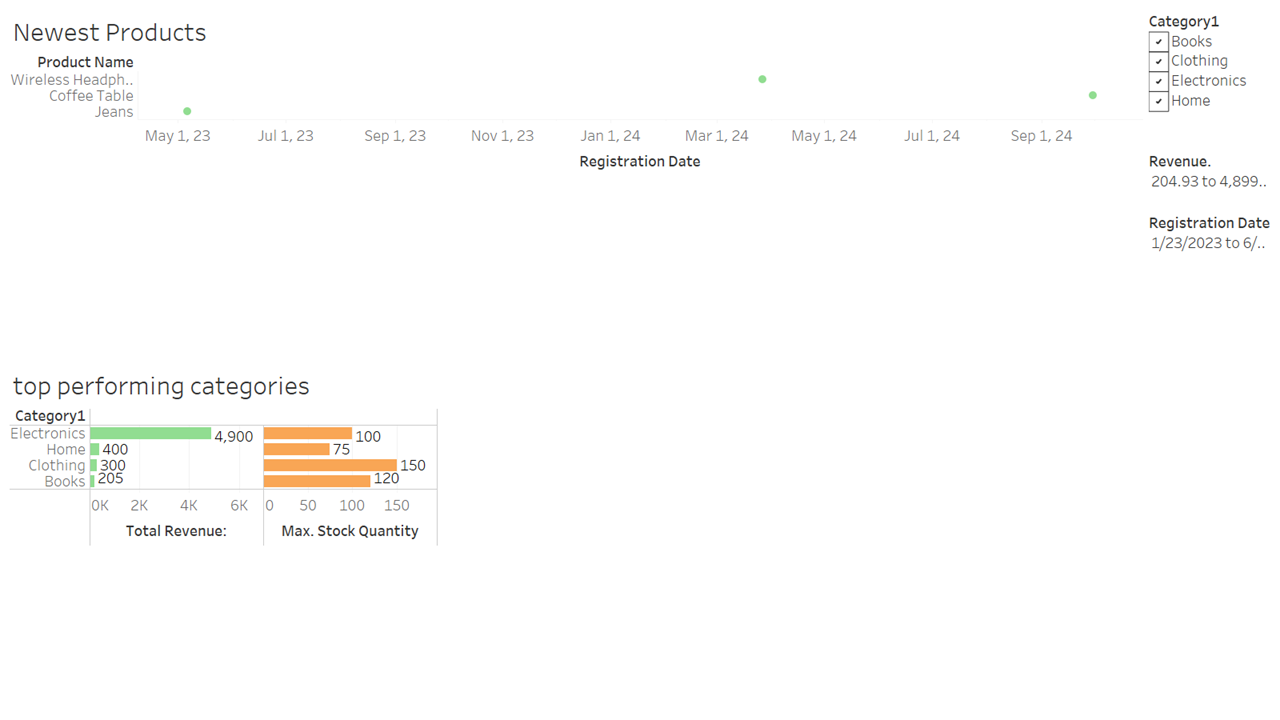 Newest Products
Product Name
Wireless Headph..
Coffee Table
Jeans
May 1, 23 Jul 1, 23 Sep 1, 23 Nov 1, 23 Jan 1, 24 Mar 1, 24 May 1, 24 Jul 1, 24 Sep 1, 24
Registration Date
Category1
Books
Clothing
Electronics
Home
Revenue.
204.93 to 4,899..
Registration Date
1/23/2023 to 6/..
top performing categories
Category1
Electronics 4,900 100
Home 400 75
Clothing 300 150
Books 205 120
0K 2K 4K 6K 0 50 100 150
Total Revenue: Max. Stock Quantity